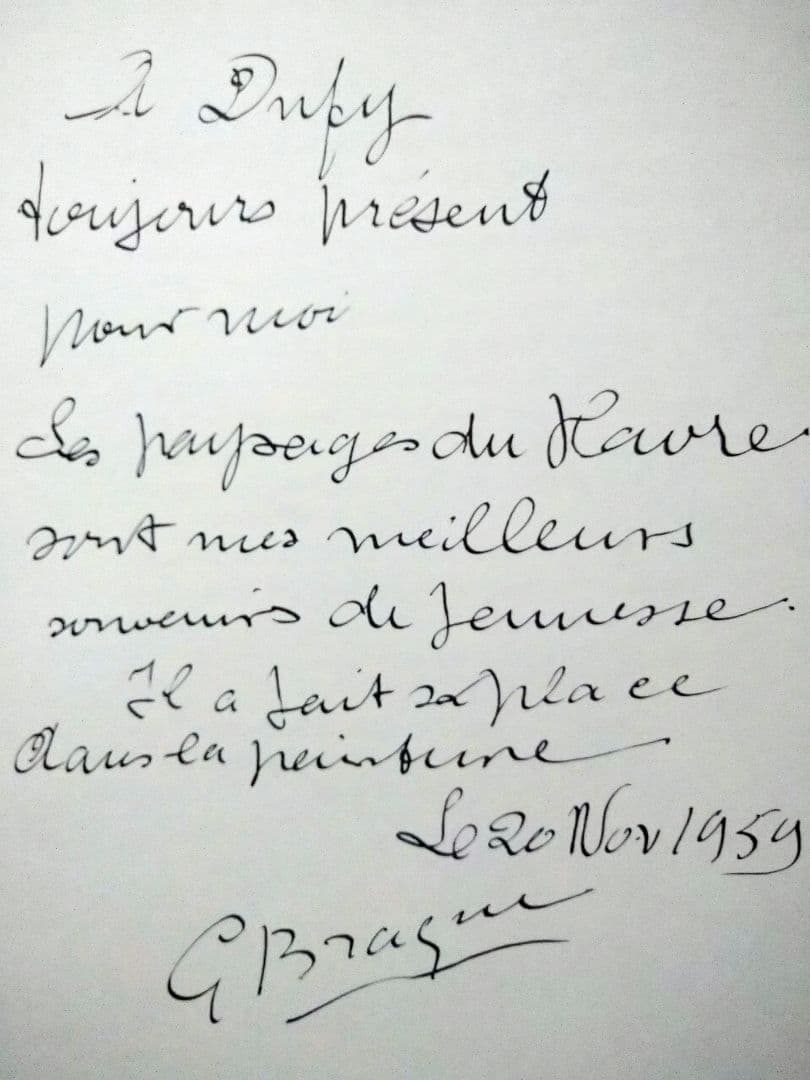 A Dufy
toujours présent
pour moi
Les paysages du Havre
sont mes meilleurs
souvenirs de Jeunesse.
Il a fait sa place
dans la peinture
Le 20 Nov 1959
G Braque